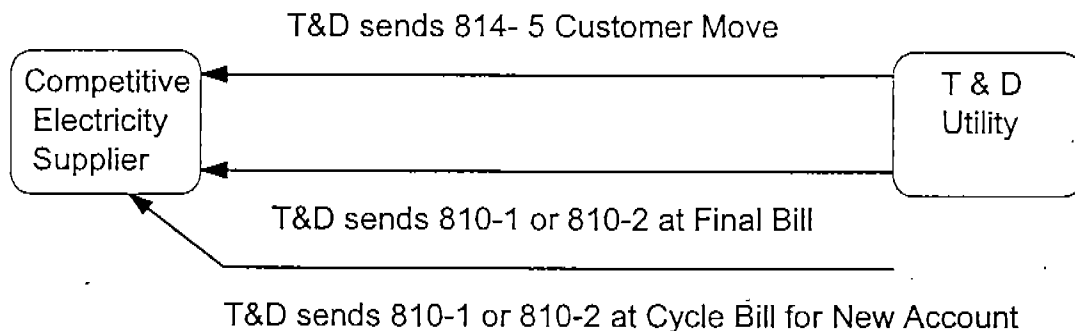 T&D sends 814- 5 Customer Move
Competitive
Electricity
Supplier
T & D
Utility
T&D sends 810-1 or 810-2 at Final Bill
T&D sends 810-1 or 810-2 at Cycle Bill for New Account